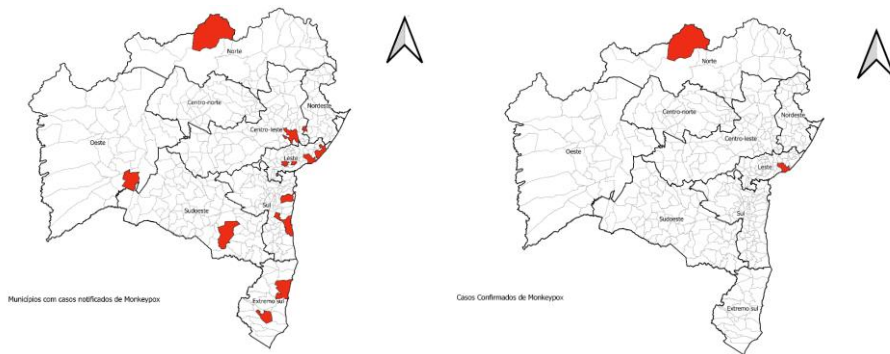 Norte
Centro-norte
Nordeste
Centro-leste
Oeste
Leste
Sudoeste
Sul
Extremo-sul
Municípios com casos notificados de Monkeypox
Norte
Centro-norte
Nordeste
Centro-leste
Oeste
Leste
Sudoeste
Sul
Extremo-sul
Casos Confirmados de Monkeypox